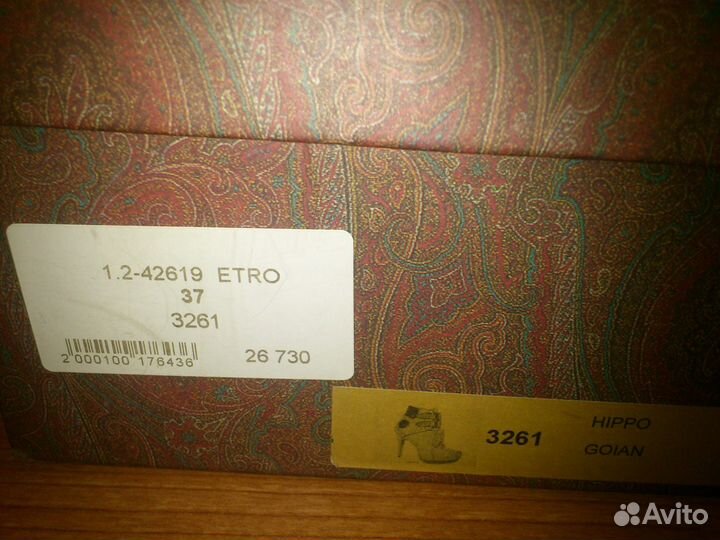 1.2-42619 ETRO
37
3261
2 000100 176436
26 730
3261
HIPPO
GOIAN
Avito